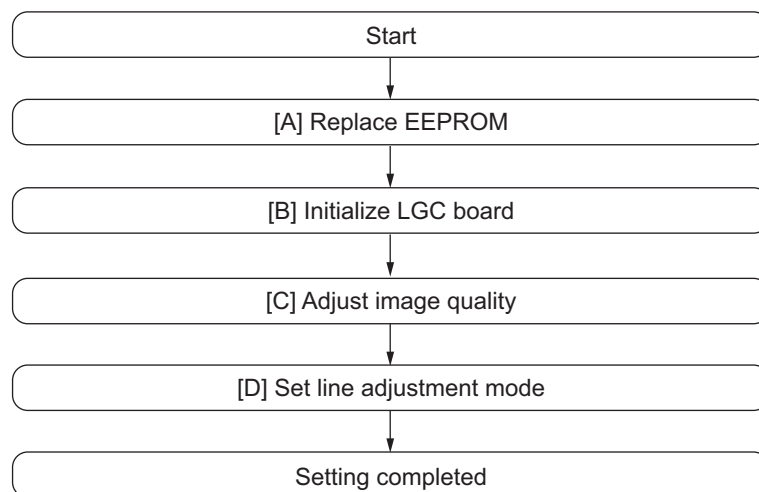 Start
[A] Replace EEPROM
[B] Initialize LGC board
[C] Adjust image quality
[D] Set line adjustment mode
Setting completed